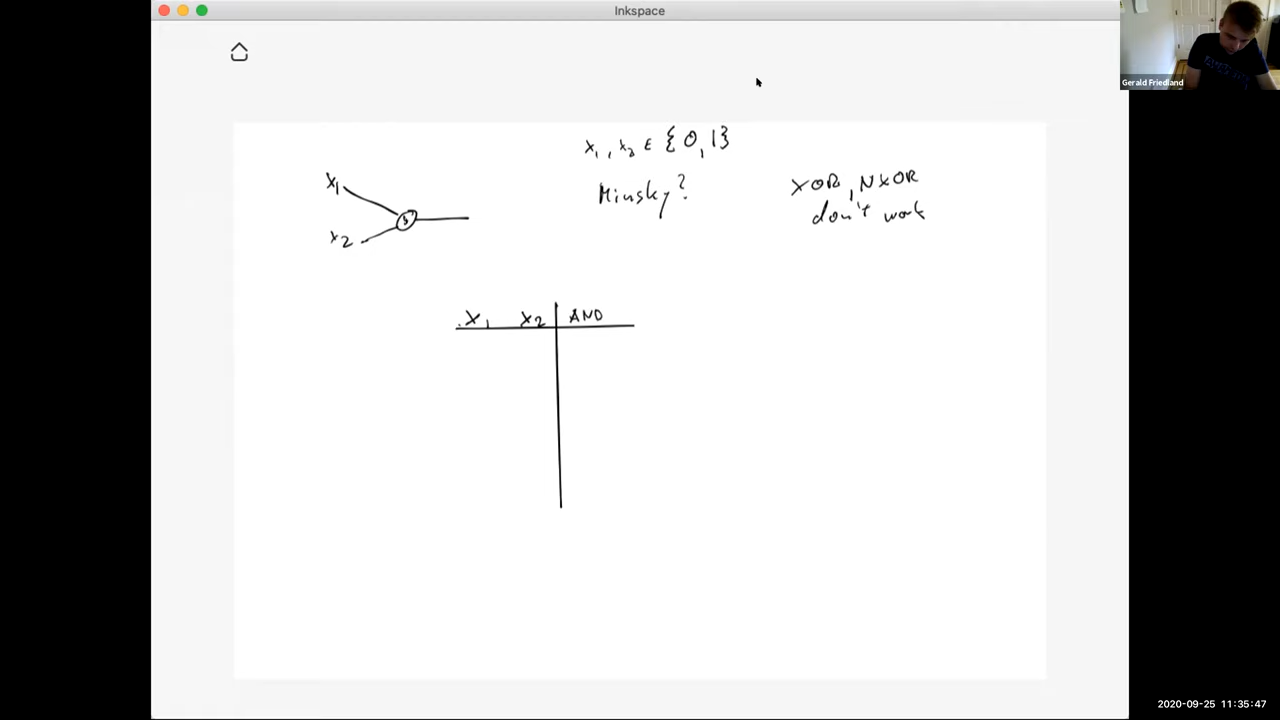 Inkspace
Gerald Friedland
x₁, x₂ ∈ {0,1}
Minsky?
XOR, NXOR
don't work
x₁
x₂
x₁ x₂ AND
2020-09-25 11:35:47